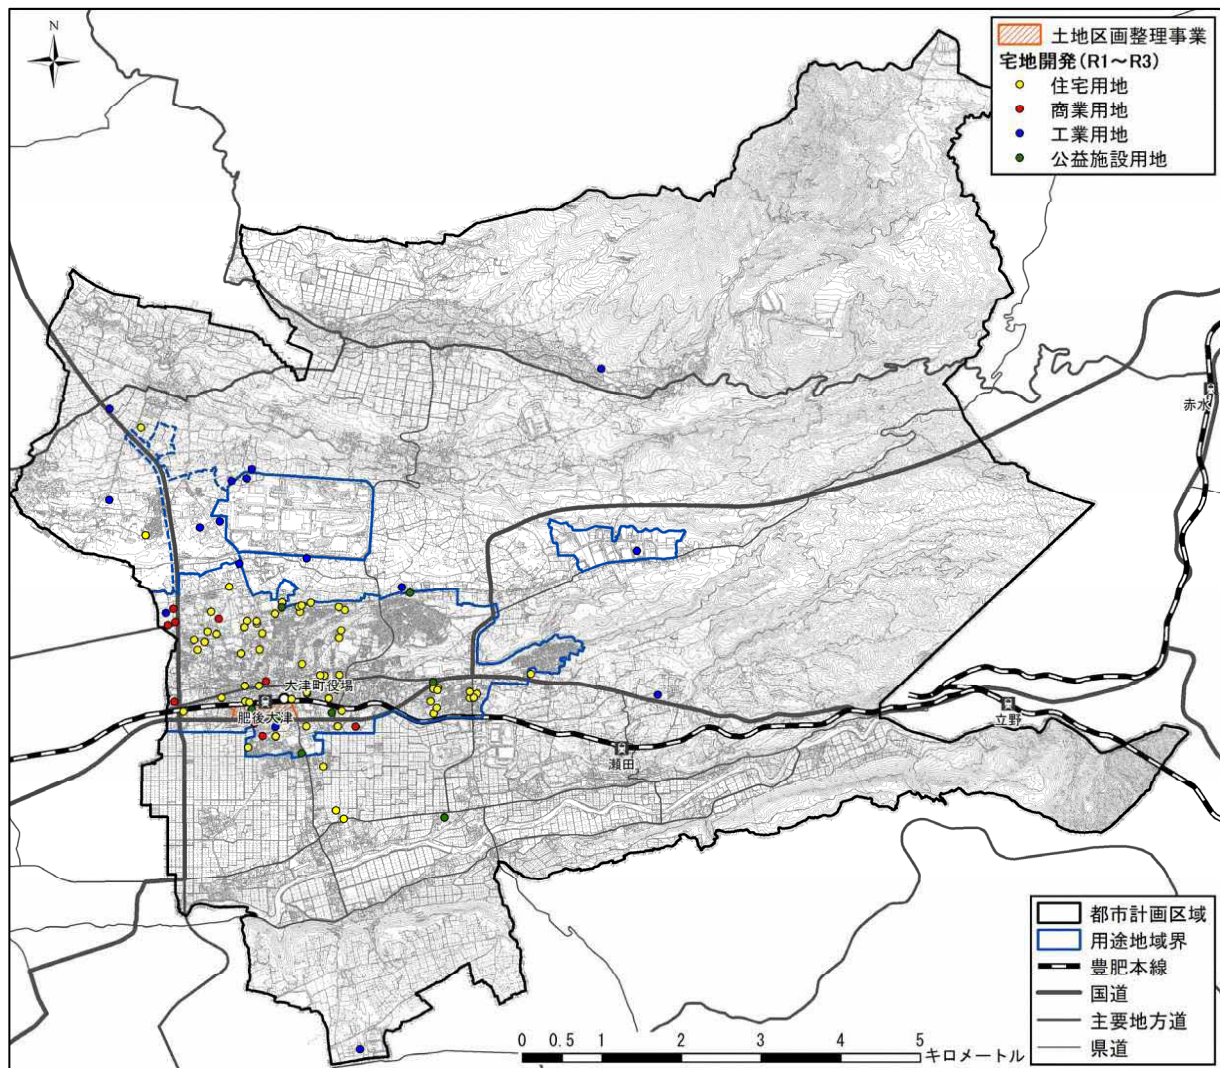 N
土地区画整理事業
宅地開発(R1～R3)
住宅用地
商業用地
工業用地
公益施設用地
赤水
大津町役場
肥後大津
立野
瀬田
都市計画区域
用途地域界
豊肥本線
国道
主要地方道
県道
0 0.5 1 2 3 4 5
キロメートル